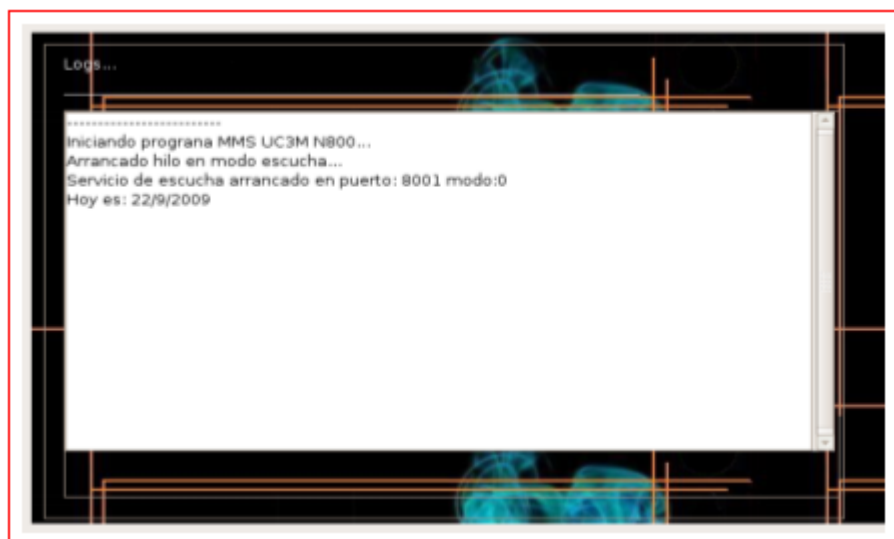 Logs...
-------------------------
Iniciando programa MMS UC3M N800...
Arrancado hilo en modo escucha...
Servicio de escucha arrancado en puerto: 8001 modo:0
Hoy es: 22/9/2009